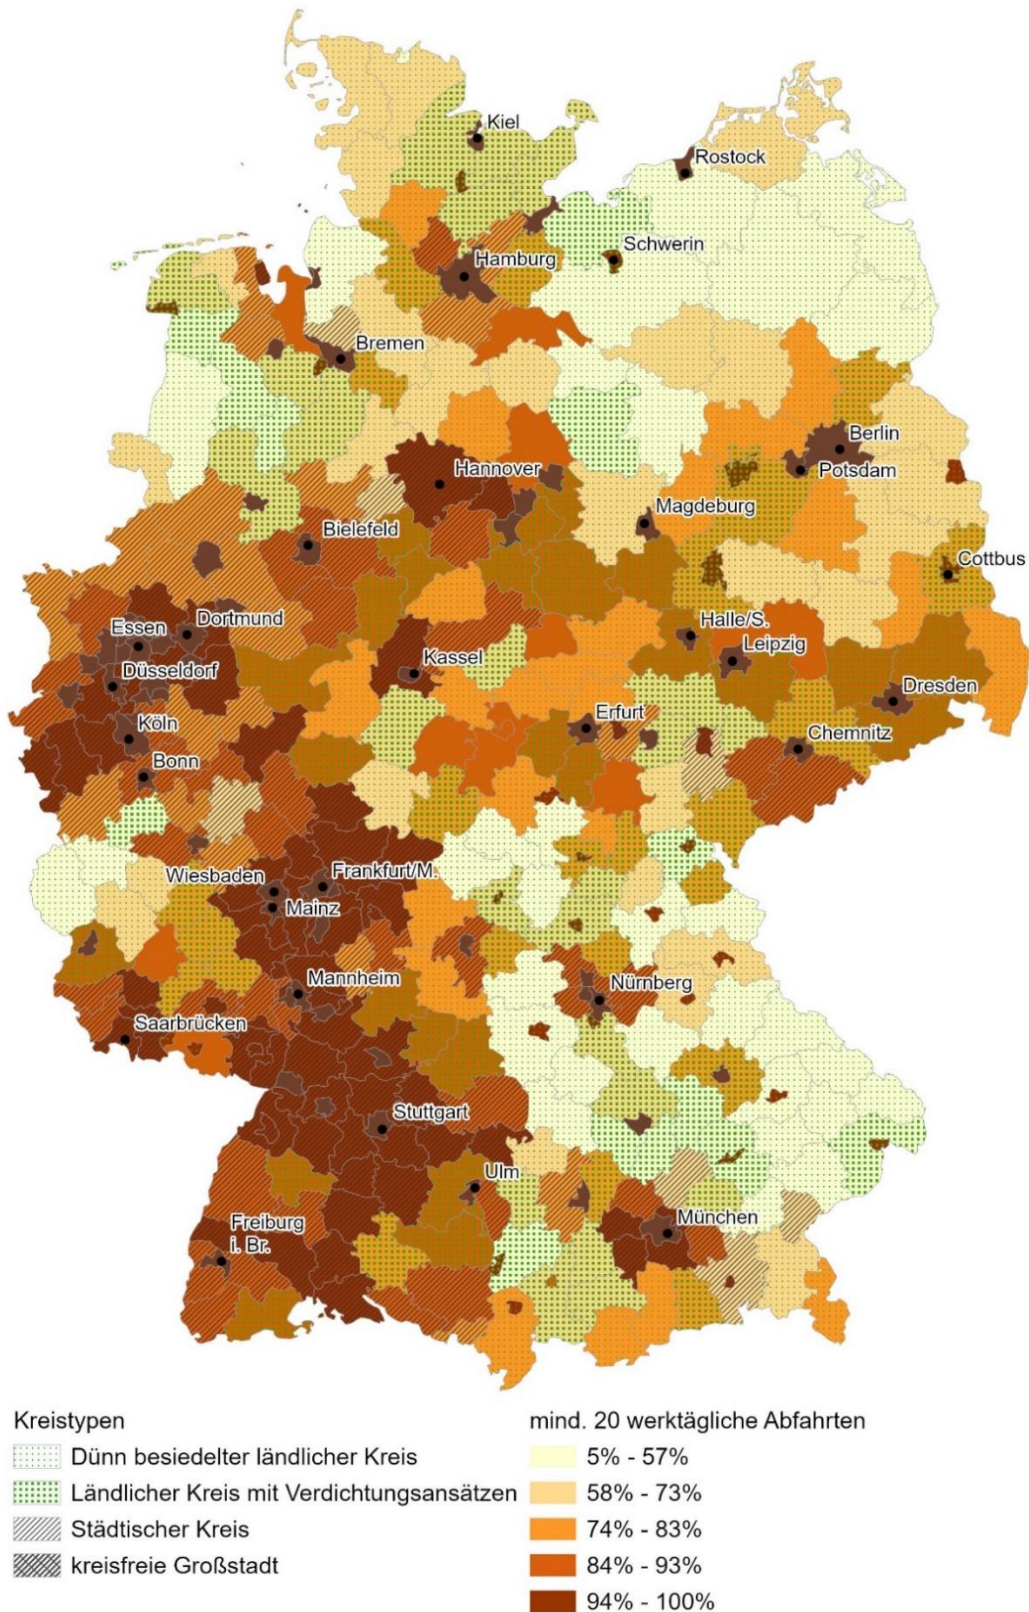 Kiel
Rostock
Schwerin
Hamburg
Bremen
Berlin
Hannover
Potsdam
Magdeburg
Bielefeld
Cottbus
Dortmund
Essen
Halle/S.
Leipzig
Kassel
Düsseldorf
Dresden
Köln
Erfurt
Chemnitz
Bonn
Frankfurt/M.
Wiesbaden
Mainz
Mannheim
Nürnberg
Saarbrücken
Stuttgart
Ulm
München
Freiburg
i. Br.
Kreistypen
Dünn besiedelter ländlicher Kreis
Ländlicher Kreis mit Verdichtungsansätzen
Städtischer Kreis
kreisfreie Großstadt
mind. 20 werktägliche Abfahrten
5% - 57%
58% - 73%
74% - 83%
84% - 93%
94% - 100%